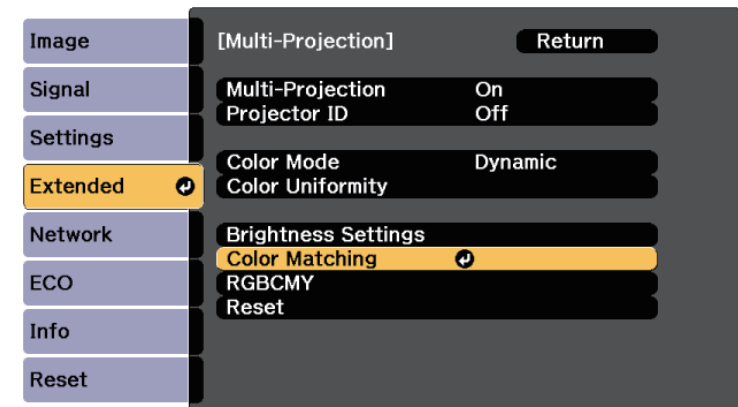 Image
Signal
Settings
Extended
Network
ECO
Info
Reset
[Multi-Projection] Return
Multi-Projection On
Projector ID Off
Color Mode Dynamic
Color Uniformity
Brightness Settings
Color Matching
RGBCMY
Reset